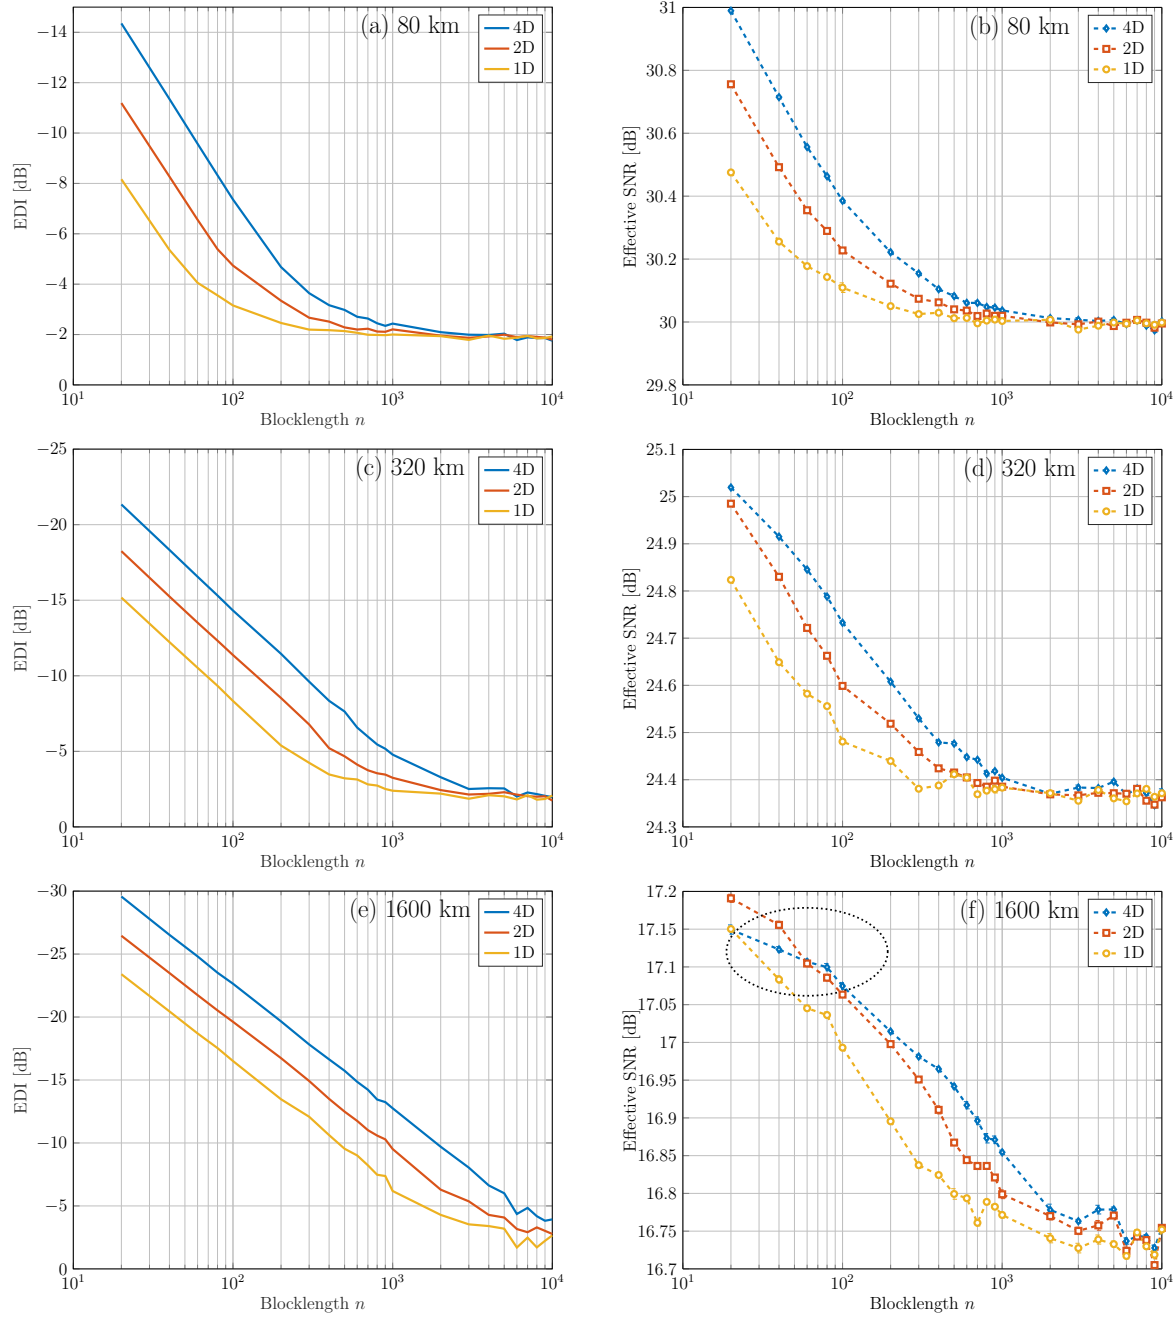 (a) 80 km
4D
2D
1D
−14
−12
−10
−8
−6
−4
−2
0
EDI [dB]
10^1
10^2
10^3
10^4
Blocklength n
(b) 80 km
4D
2D
1D
31
30.8
30.6
30.4
30.2
30
29.8
Effective SNR [dB]
10^1
10^2
10^3
10^4
Blocklength n
(c) 320 km
4D
2D
1D
−25
−20
−15
−10
−5
0
EDI [dB]
10^1
10^2
10^3
10^4
Blocklength n
(d) 320 km
4D
2D
1D
25.1
25
24.9
24.8
24.7
24.6
24.5
24.4
24.3
Effective SNR [dB]
10^1
10^2
10^3
10^4
Blocklength n
(e) 1600 km
4D
2D
1D
−30
−25
−20
−15
−10
−5
0
EDI [dB]
10^1
10^2
10^3
10^4
Blocklength n
(f) 1600 km
4D
2D
1D
17.2
17.15
17.1
17.05
17
16.95
16.9
16.85
16.8
16.75
16.7
Effective SNR [dB]
10^1
10^2
10^3
10^4
Blocklength n